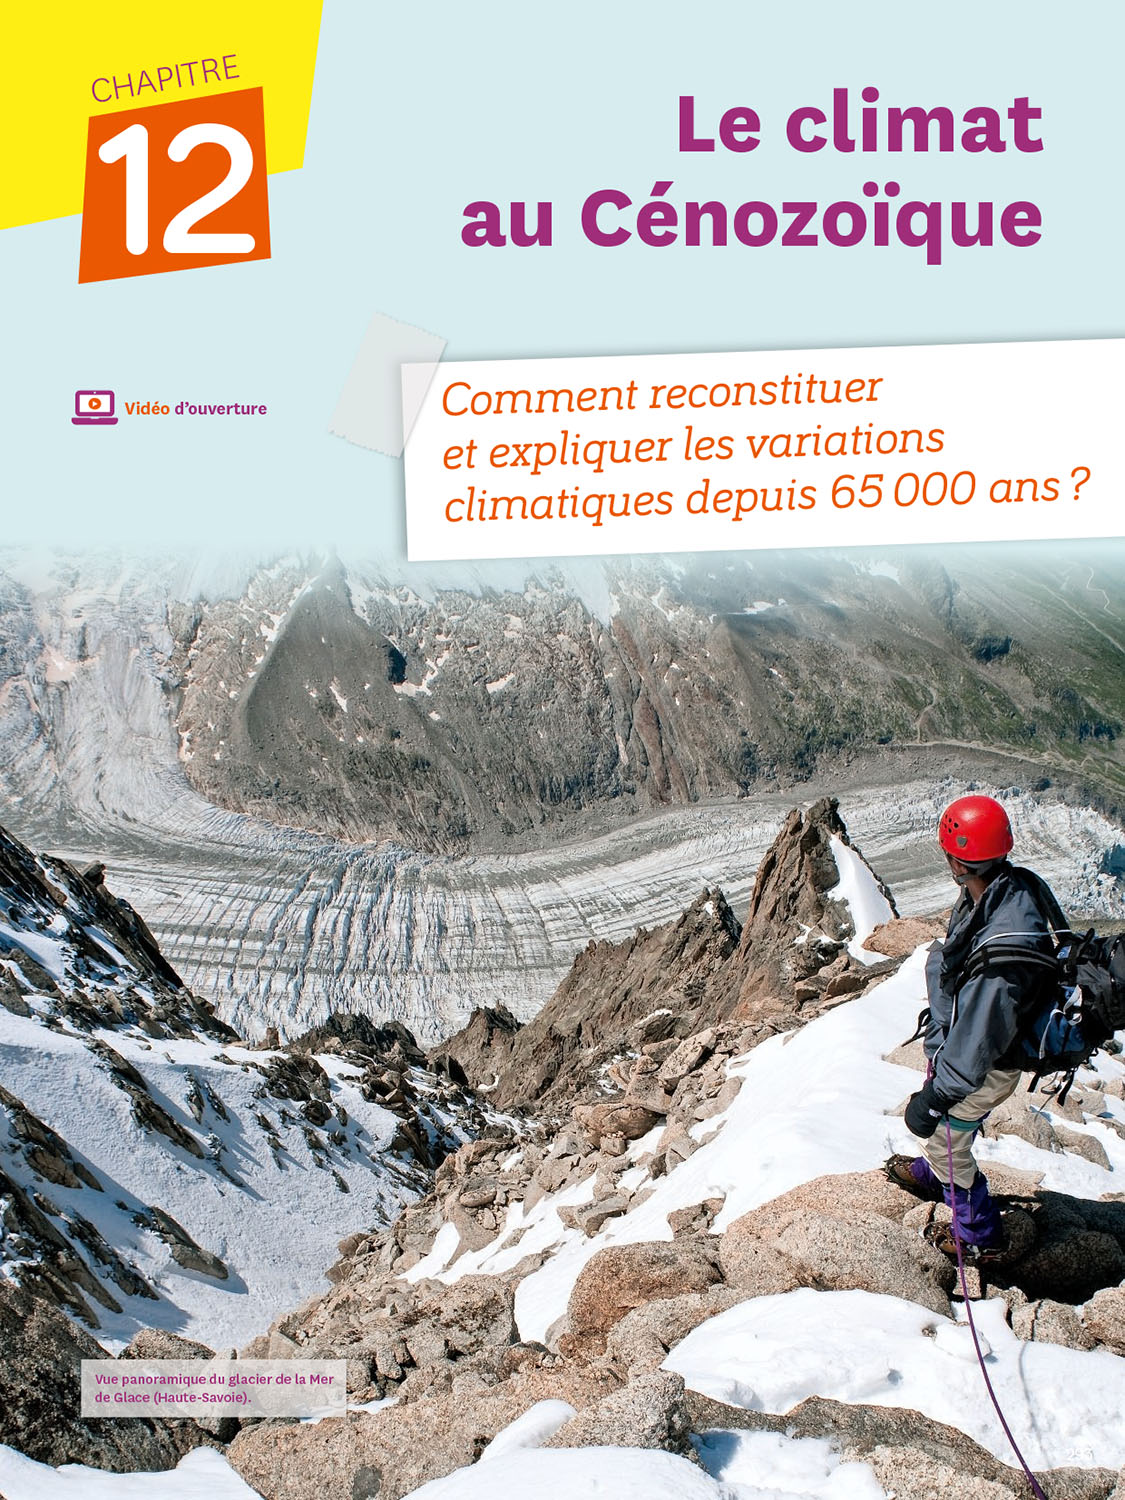 CHAPITRE
12
Le climat
au Cénozoïque
Vidéo d'ouverture
Comment reconstituer
et expliquer les variations
climatiques depuis 65 000 ans ?
Vue panoramique du glacier de la Mer
de Glace (Haute-Savoie).